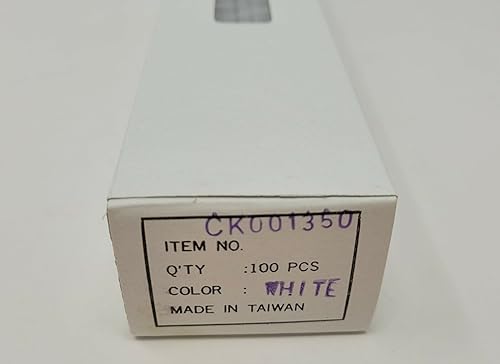 CK001350
ITEM NO.
Q'TY :100 PCS
COLOR : WHITE
MADE IN TAIWAN